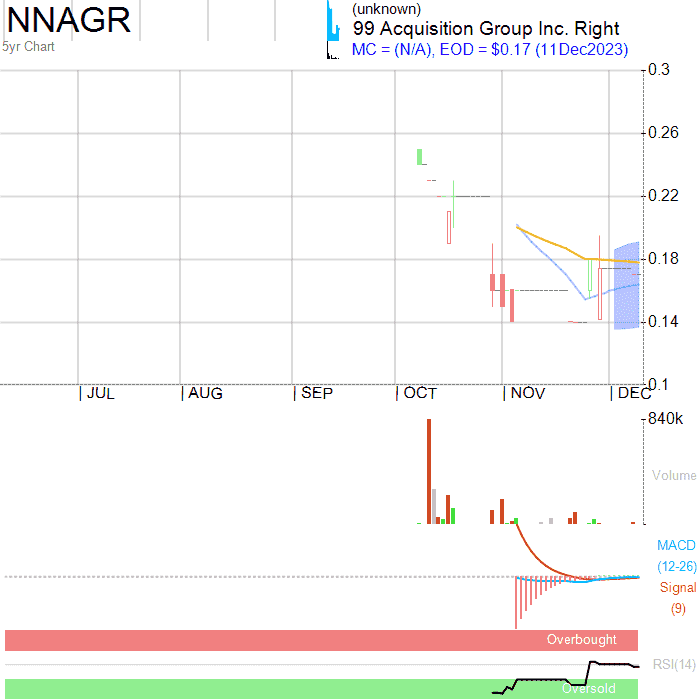 NNAGR
5yr Chart
(unknown)
99 Acquisition Group Inc. Right
MC = (N/A), EOD = $0.17 (11Dec2023)
0.3
0.26
0.22
0.18
0.14
0.1
JUL AUG SEP OCT NOV DEC
840k
Volume
MACD
(12-26)
Signal
(9)
Overbought
RSI(14)
Oversold